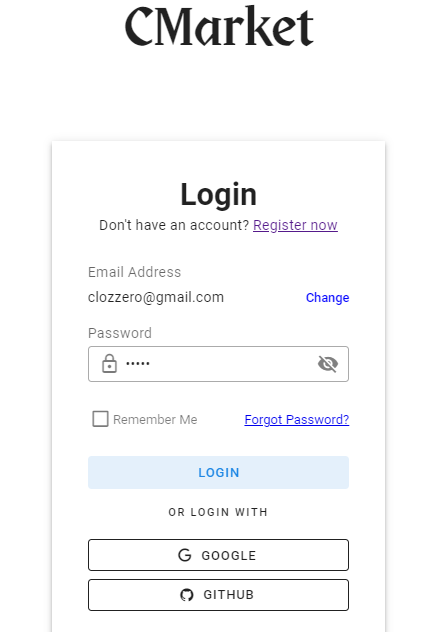 CMarket
Login
Don't have an account? Register now
Email Address
clozzero@gmail.com Change
Password
•••••
Remember Me Forgot Password?
LOGIN
OR LOGIN WITH
GOOGLE
GITHUB